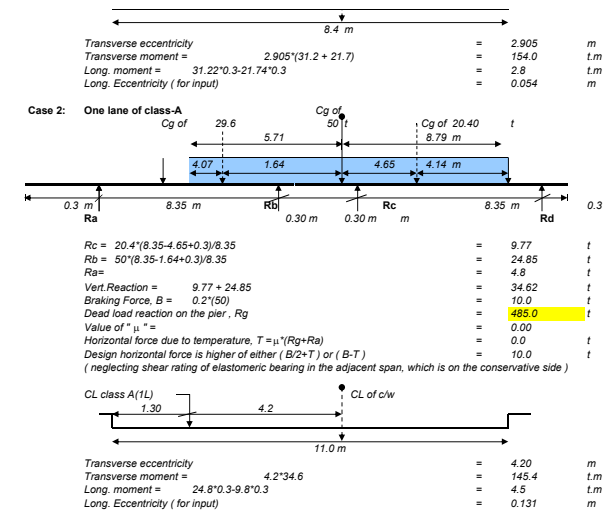 8.4 m
Transverse eccentricity = 2.905 m
Transverse moment = 2.905*(31.2 + 21.7) = 154.0 t.m
Long. moment = 31.22*0.3-21.74*0.3 = 2.8 t.m
Long. Eccentricity ( for input) = 0.054 m
Case 2: One lane of class-A Cg of
Cg of 29.6 50 t Cg of 20.40 t
5.71 8.79 m
4.07 1.64 4.65 4.14 m
0.3 m 8.35 m Rb Rc 8.35 m 0.3
Ra 0.30 m 0.30 m m Rd
Rc = 20.4*(8.35-4.65+0.3)/8.35 = 9.77 t
Rb = 50*(8.35-1.64+0.3)/8.35 = 24.85 t
Ra= = 4.8 t
Vert.Reaction = 9.77 + 24.85 = 34.62 t
Braking Force, B = 0.2*(50) = 10.0 t
Dead load reaction on the pier , Rg = 485.0 t
Value of " μ " = = 0.00
Horizontal force due to temperature, T =μ*(Rg+Ra) = 0.0 t
Design horizontal force is higher of either ( B/2+T ) or ( B-T ) = 10.0 t
( neglecting shear rating of elastomeric bearing in the adjacent span, which is on the conservative side )
CL class A(1L) CL of c/w
1.30 4.2
11.0 m
Transverse eccentricity = 4.20 m
Transverse moment = 4.2*34.6 = 145.4 t.m
Long. moment = 24.8*0.3-9.8*0.3 = 4.5 t.m
Long. Eccentricity ( for input) = 0.131 m